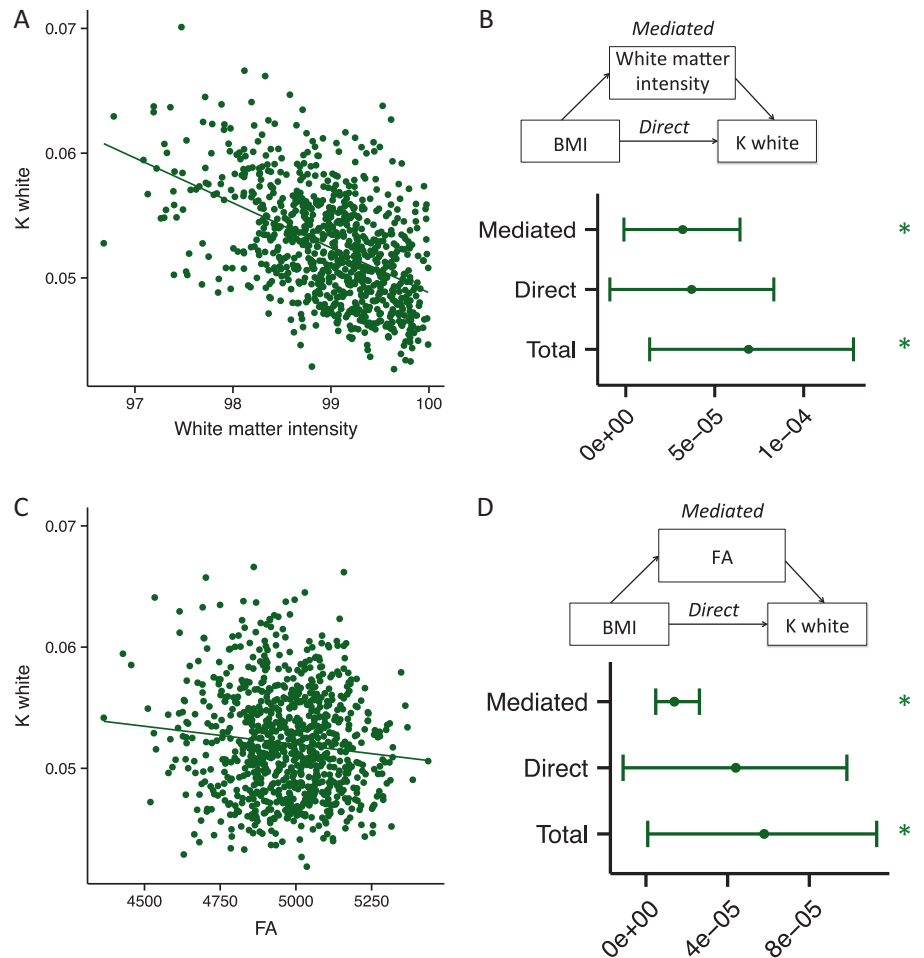 A
0.07
0.06
0.05
K white
97
98
99
100
White matter intensity
B
Mediated
White matter
intensity
BMI
Direct
K white
Mediated
*
Direct
Total
*
0e+00
5e−05
1e−04
C
0.07
0.06
0.05
K white
4500
4750
5000
5250
FA
D
Mediated
FA
BMI
Direct
K white
Mediated
*
Direct
Total
*
0e+00
4e−05
8e−05